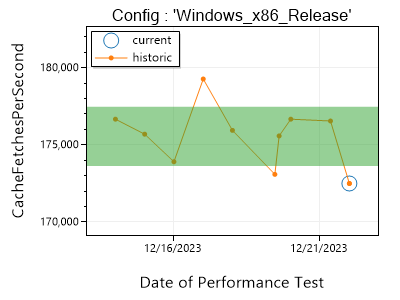 Config : 'Windows_x86_Release'
current
historic
180,000
175,000
170,000
CacheFetchesPerSecond
12/16/2023
12/21/2023
Date of Performance Test